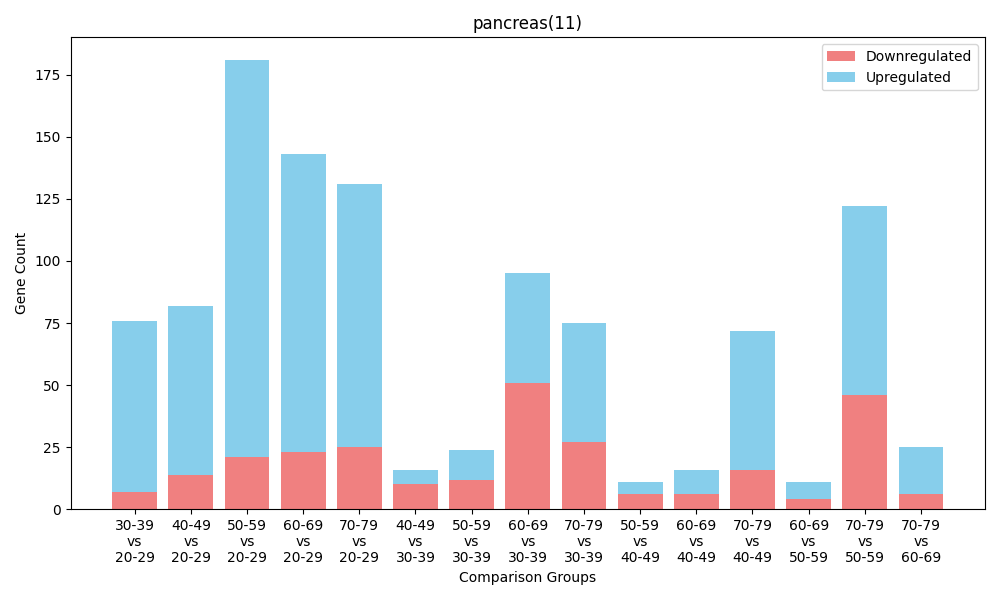 pancreas(11)
Downregulated
Upregulated
Gene Count
175
150
125
100
75
50
25
0
30-39
vs
20-29
40-49
vs
20-29
50-59
vs
20-29
60-69
vs
20-29
70-79
vs
20-29
40-49
vs
30-39
50-59
vs
30-39
60-69
vs
30-39
70-79
vs
30-39
50-59
vs
40-49
60-69
vs
40-49
70-79
vs
40-49
60-69
vs
50-59
70-79
vs
50-59
70-79
vs
60-69
Comparison Groups